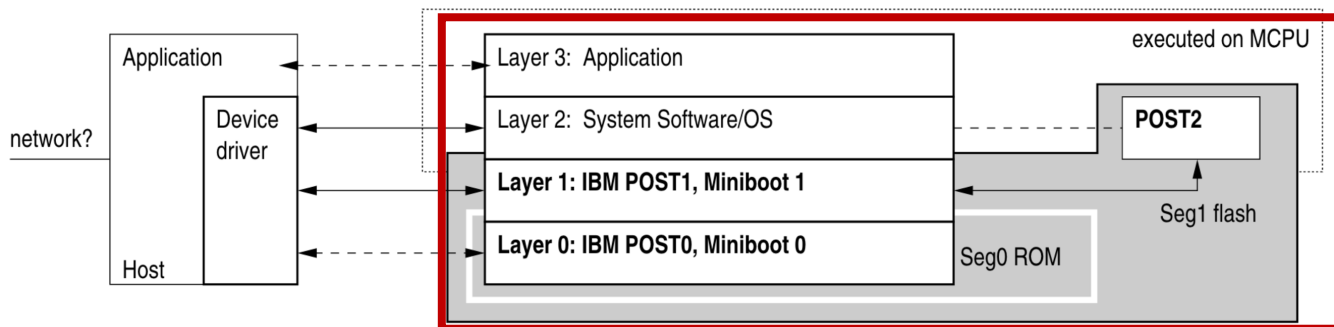 network?
Application
Device
driver
Host
executed on MCPU
Layer 3: Application
Layer 2: System Software/OS
POST2
Layer 1: IBM POST1, Miniboot 1
Seg1 flash
Layer 0: IBM POST0, Miniboot 0
Seg0 ROM